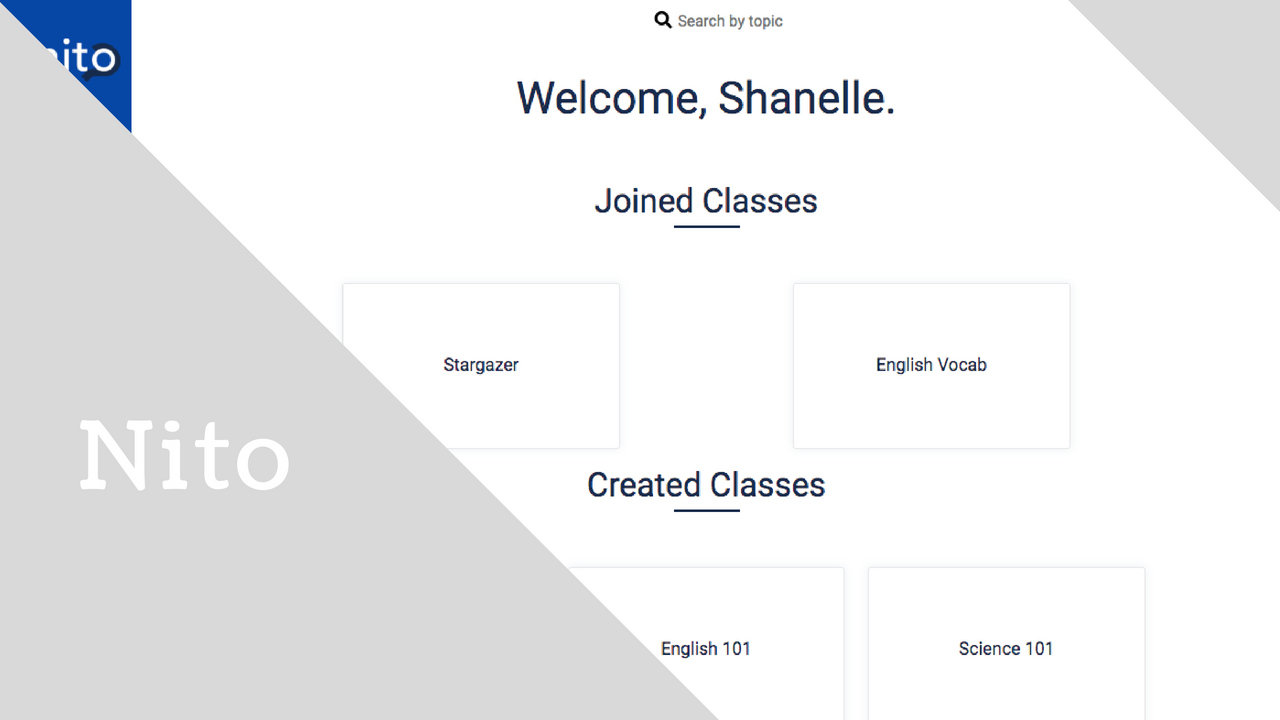 nito
Search by topic
Welcome, Shanelle.
Joined Classes
Stargazer
English Vocab
Nito
Created Classes
English 101
Science 101